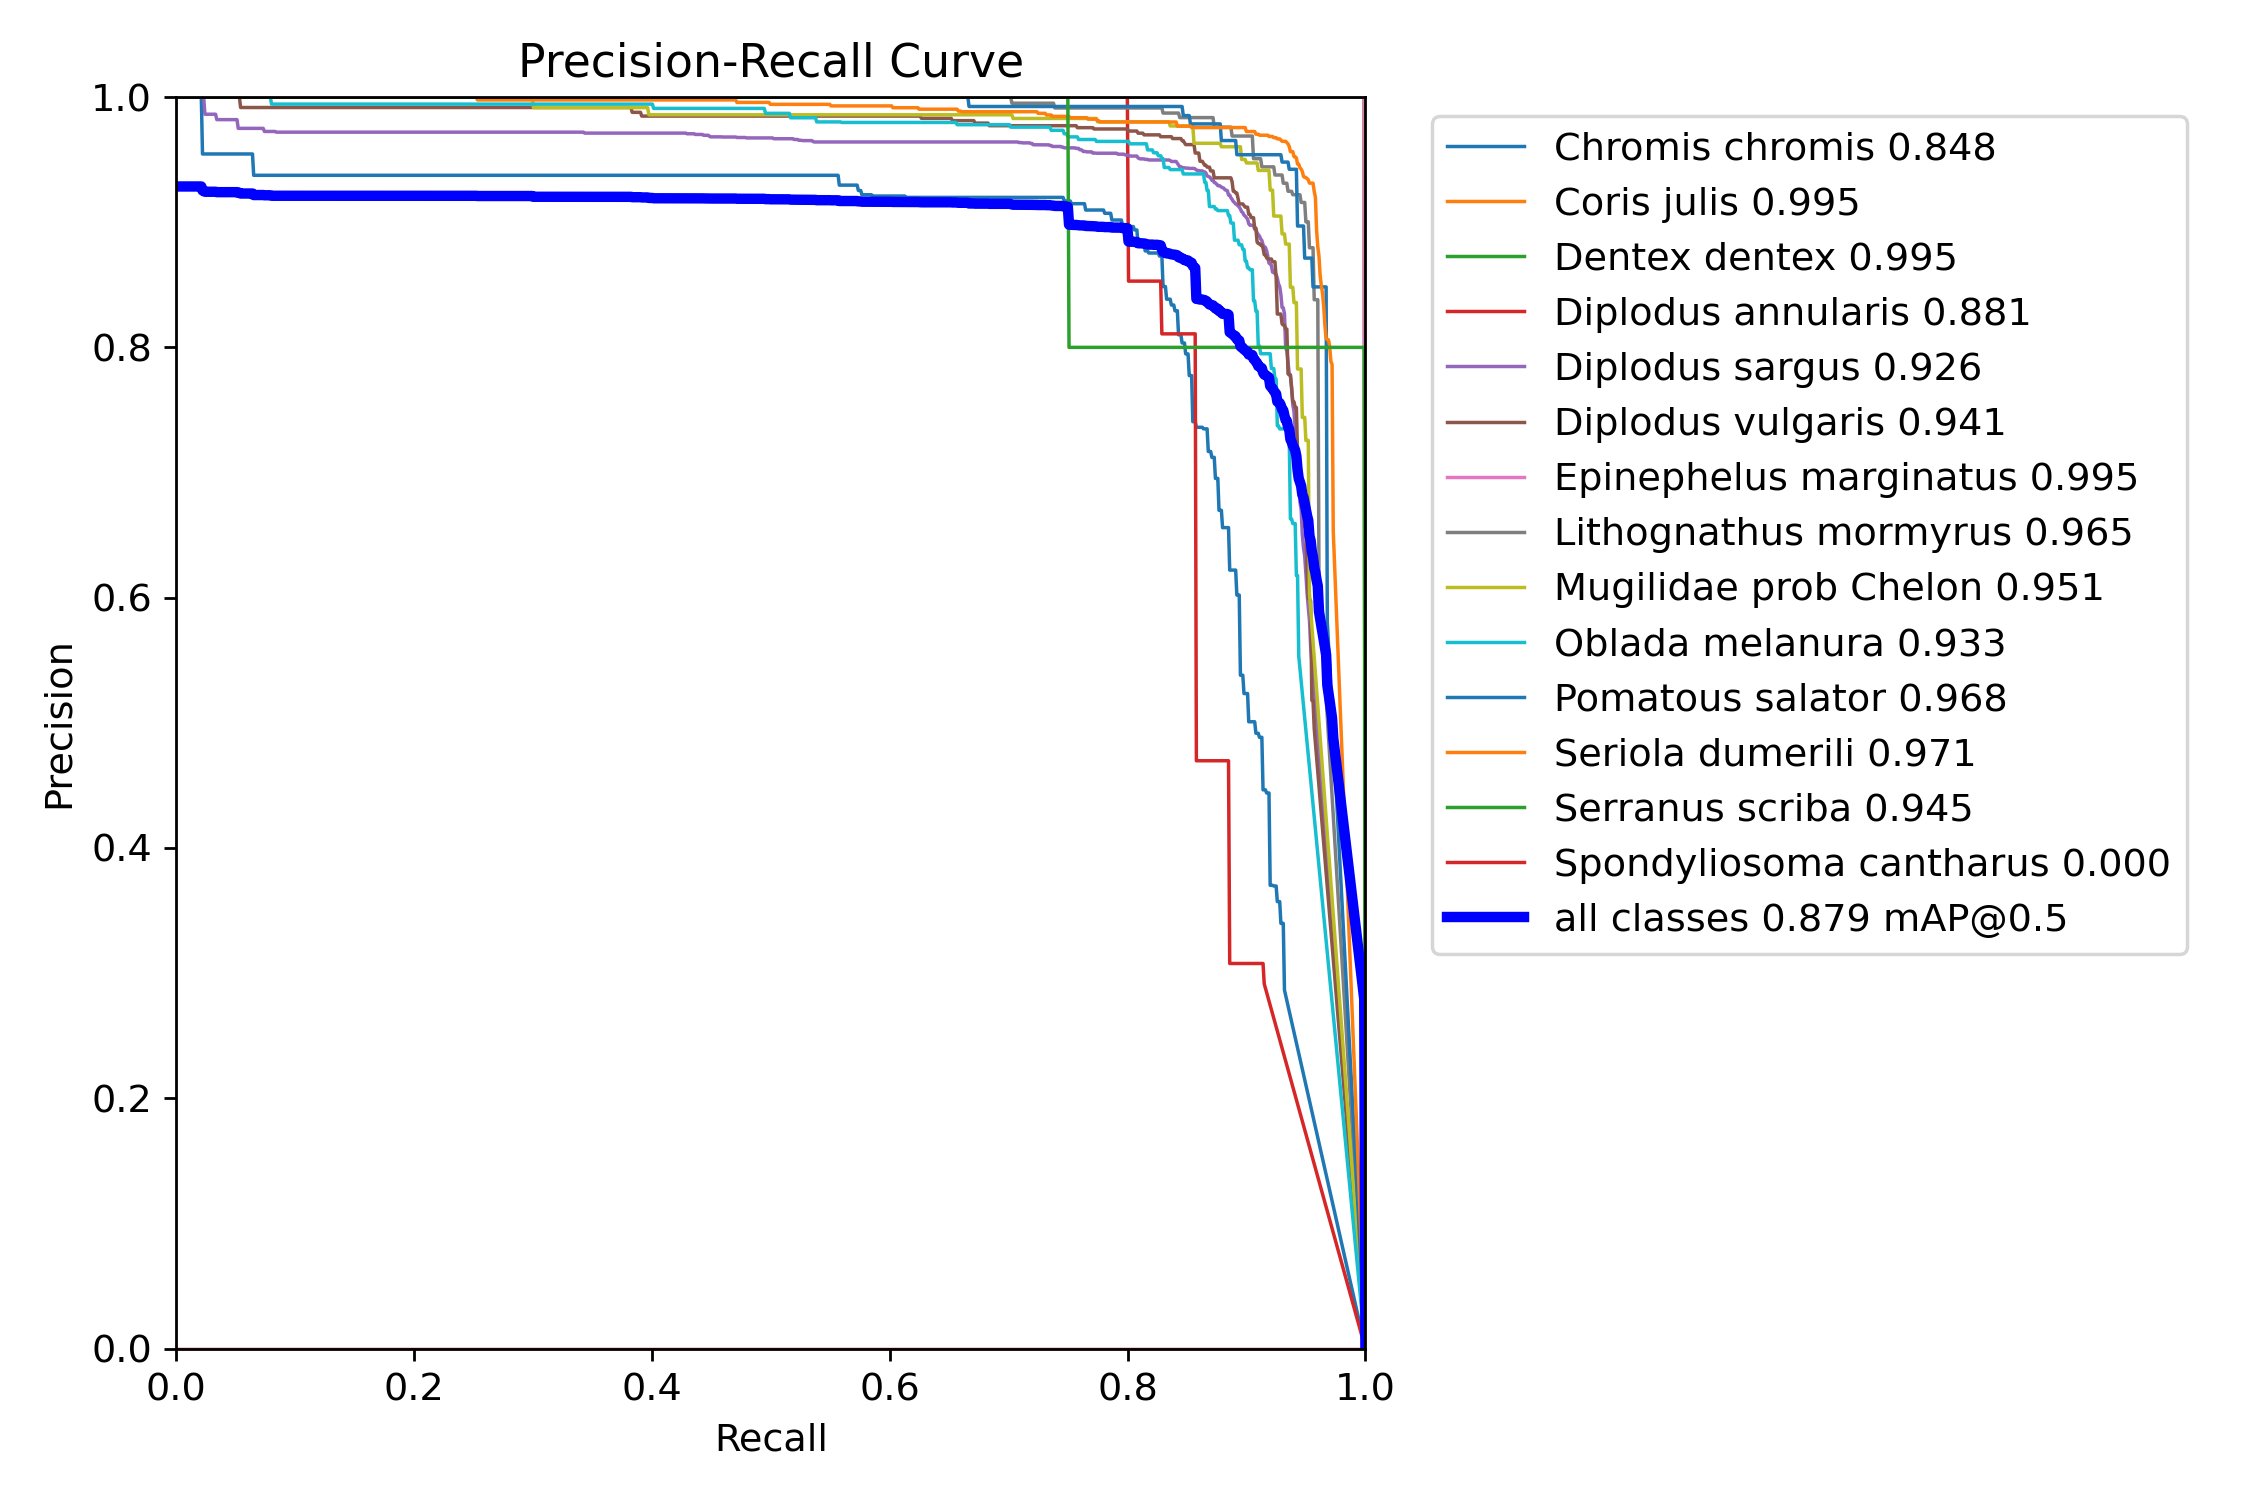 Precision-Recall Curve
1.0
0.8
0.6
0.4
0.2
0.0
Precision
0.0 0.2 0.4 0.6 0.8 1.0
Recall
Chromis chromis 0.848
Coris julis 0.995
Dentex dentex 0.995
Diplodus annularis 0.881
Diplodus sargus 0.926
Diplodus vulgaris 0.941
Epinephelus marginatus 0.995
Lithognathus mormyrus 0.965
Mugilidae prob Chelon 0.951
Oblada melanura 0.933
Pomatous salator 0.968
Seriola dumerili 0.971
Serranus scriba 0.945
Spondyliosoma cantharus 0.000
all classes 0.879 mAP@0.5